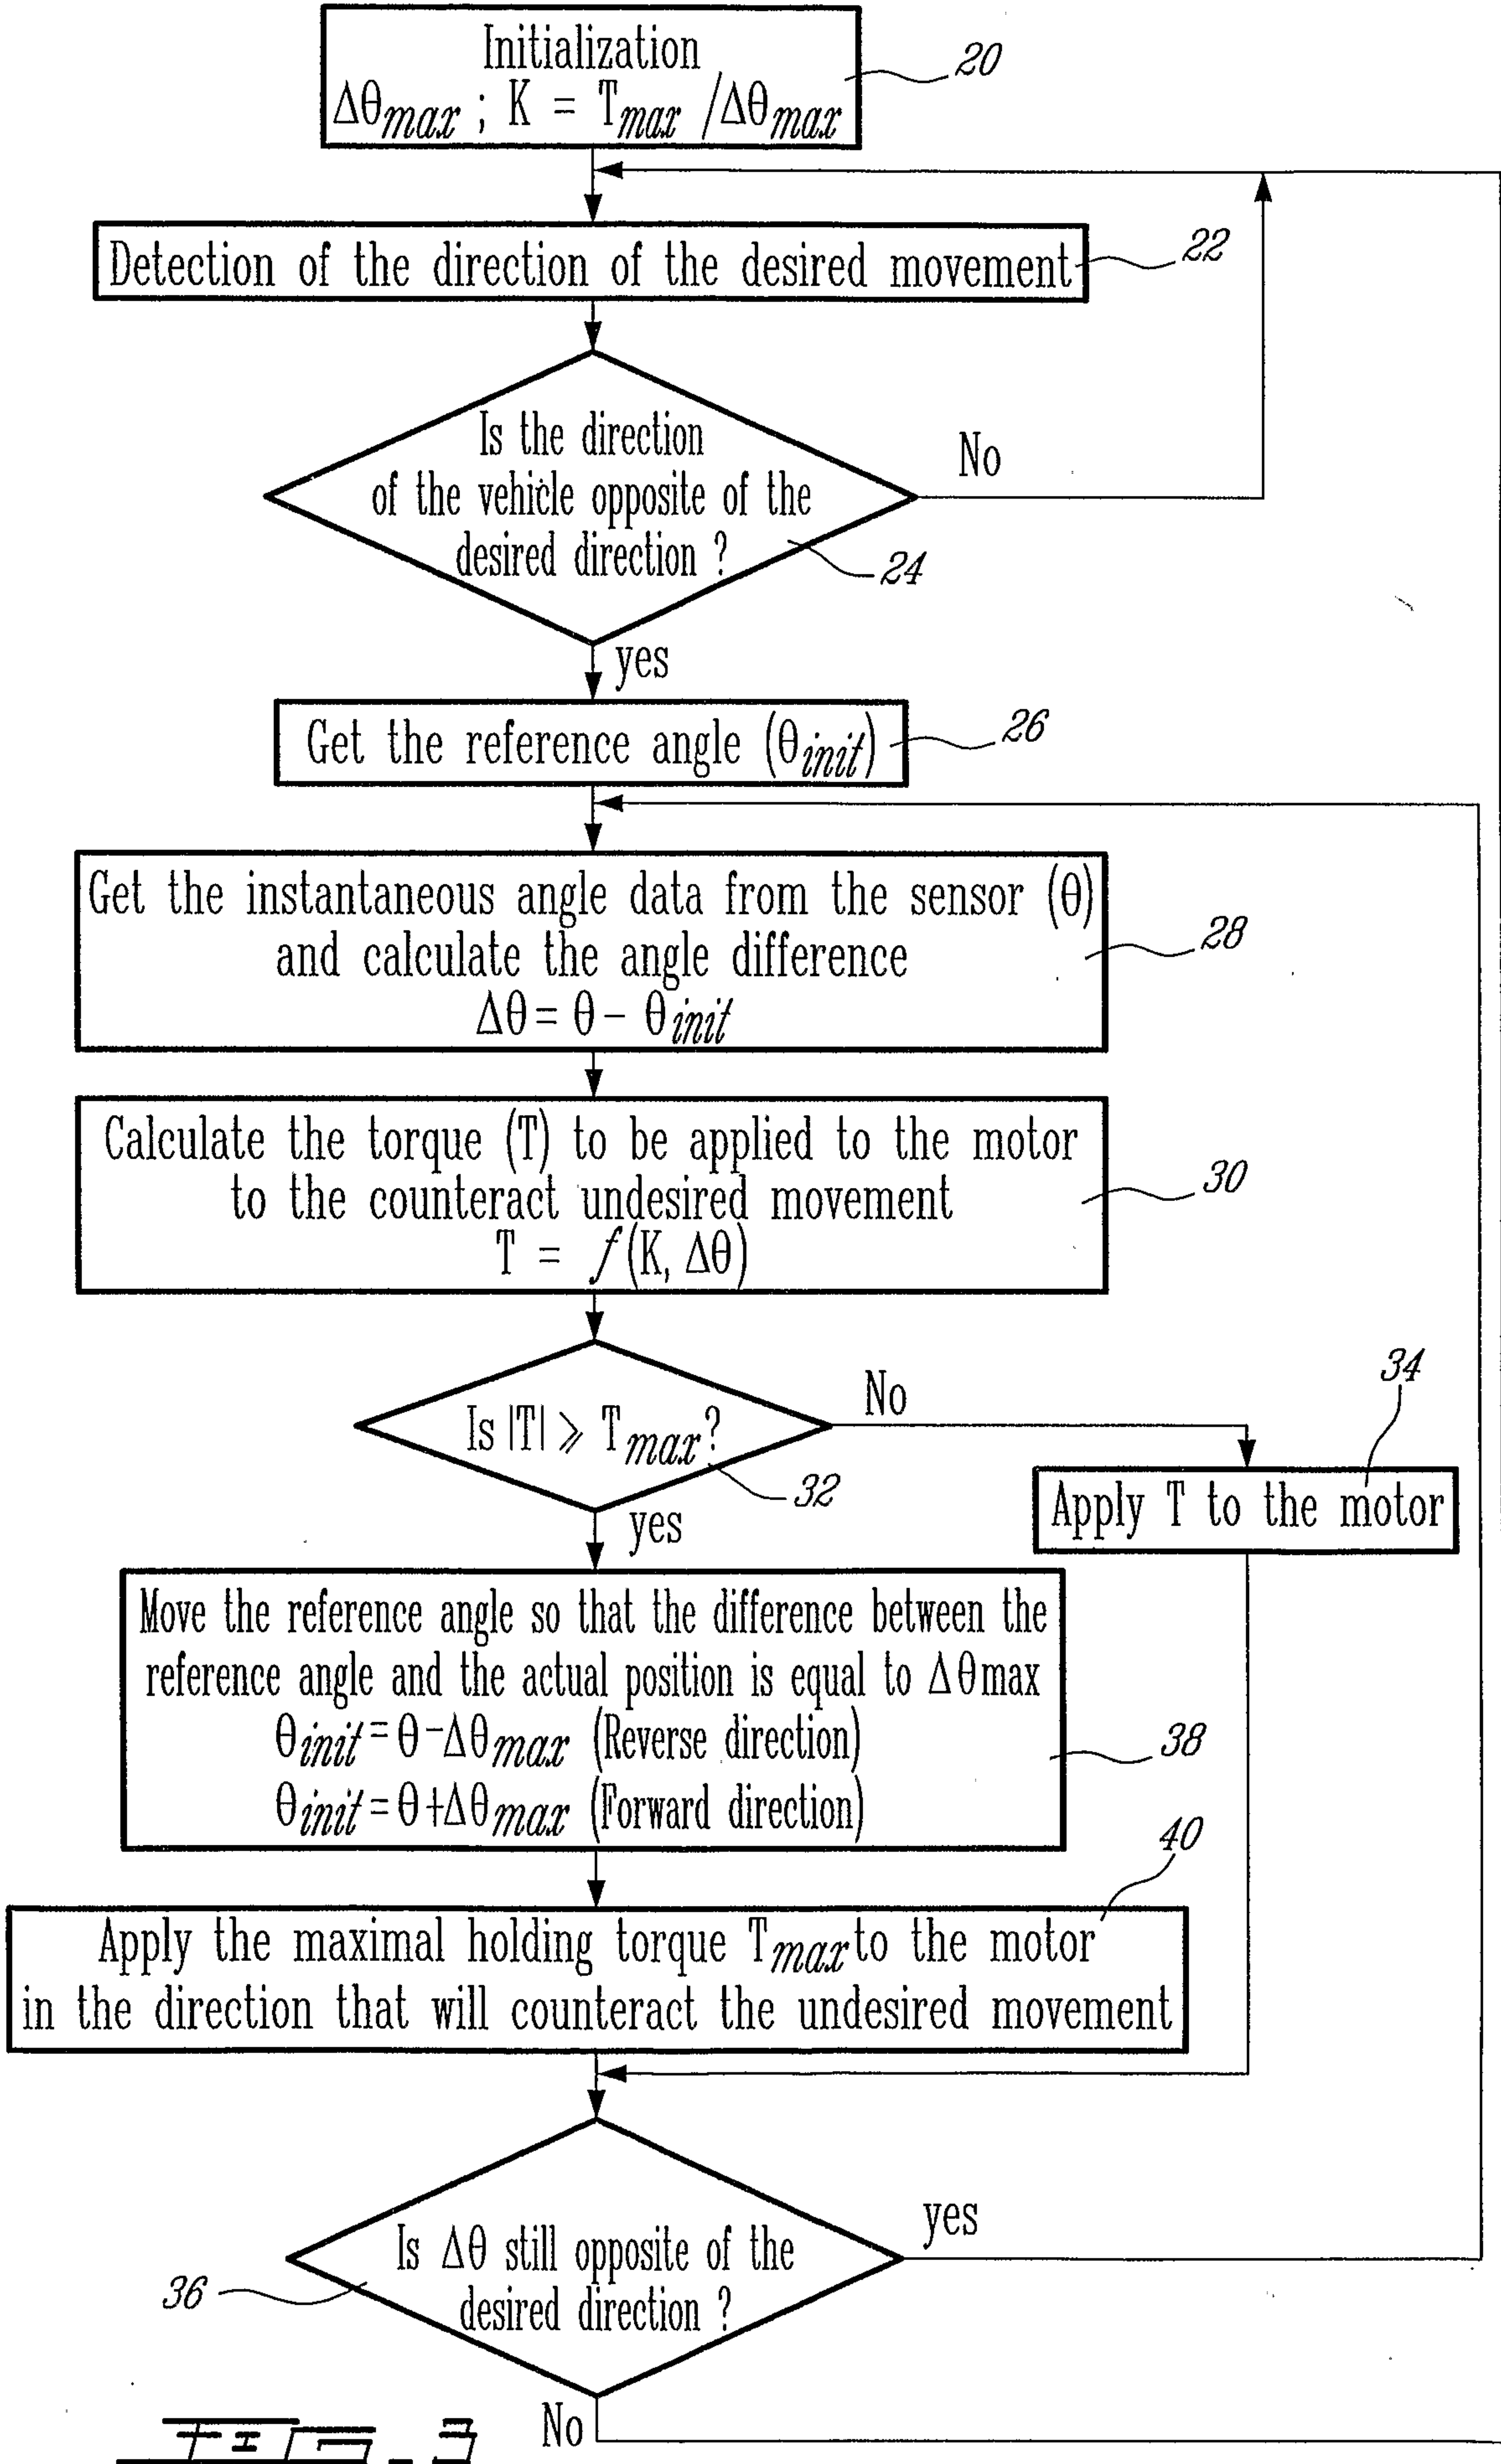 Initialization
Δθmax ; K = Tmax /Δθmax
20
Detection of the direction of the desired movement
22
Is the direction
of the vehicle opposite of the
desired direction ?
24
No
yes
Get the reference angle (θinit)
26
Get the instantaneous angle data from the sensor (θ)
and calculate the angle difference
Δθ = θ - θinit
28
Calculate the torque (T) to be applied to the motor
to the counteract undesired movement
T = f(K, Δθ)
30
Is |T| ⩾ Tmax?
32
No
34
Apply T to the motor
yes
Move the reference angle so that the difference between the
reference angle and the actual position is equal to Δθmax
θinit = θ-Δθmax (Reverse direction)
θinit = θ+Δθmax (Forward direction)
38
40
Apply the maximal holding torque Tmax to the motor
in the direction that will counteract the undesired movement
Is Δθ still opposite of the
desired direction ?
36
yes
No
FIG. 3